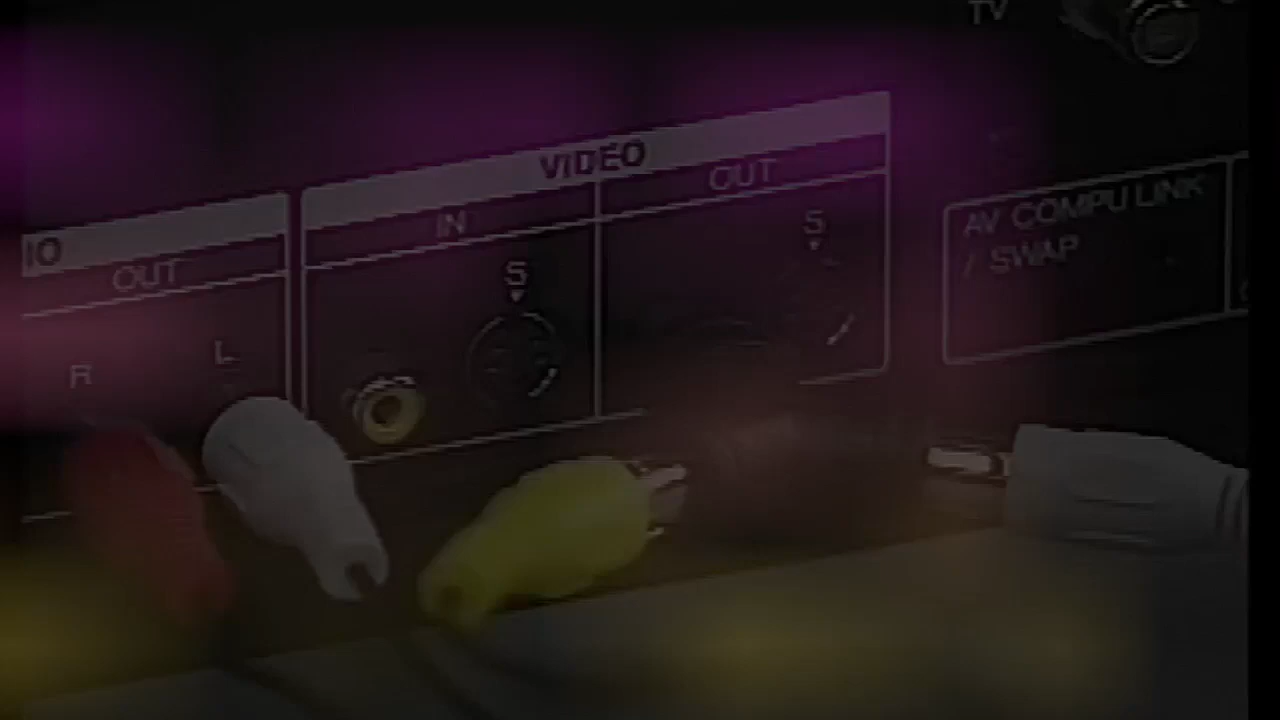 TV
VIDEO
OUT
IN
AV COMPU LINK
/ SWAP
IO
OUT
S
S
L
R